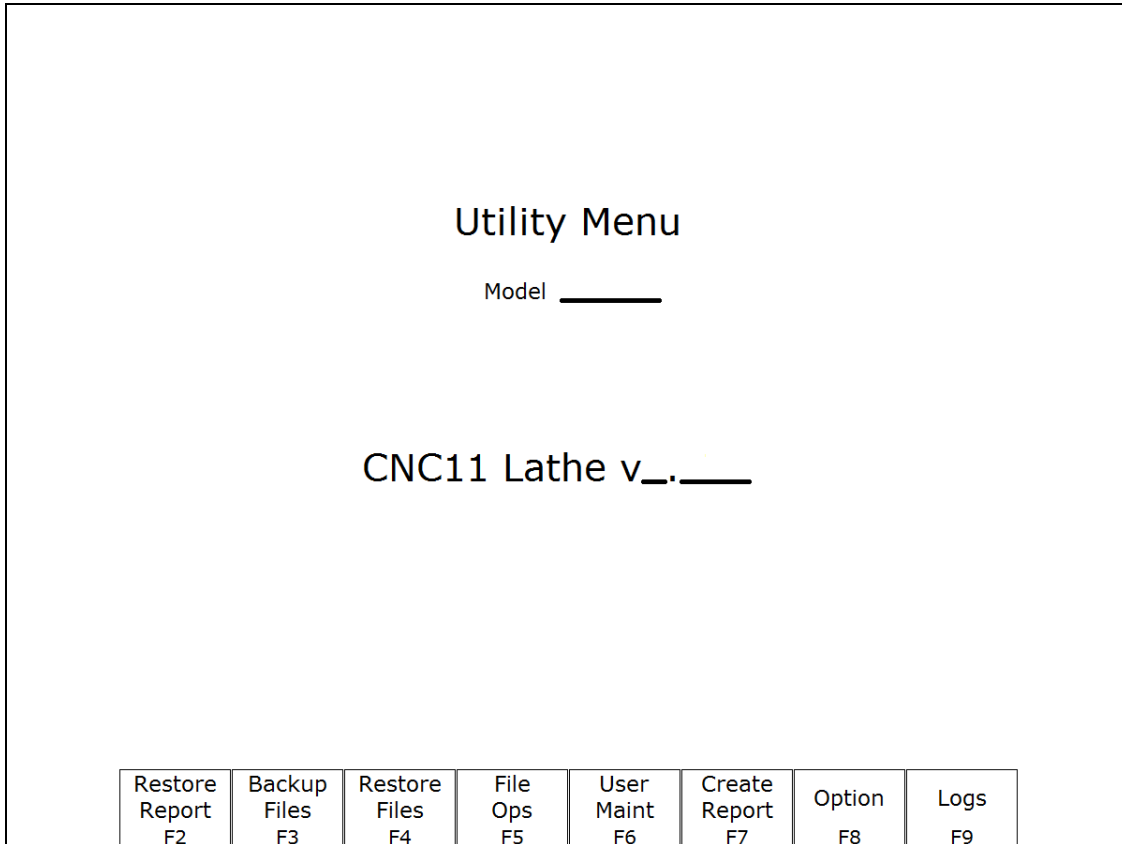 Utility Menu
Model _______
CNC11 Lathe v_.___
Restore Report F2
Backup Files F3
Restore Files F4
File Ops F5
User Maint F6
Create Report F7
Option F8
Logs F9